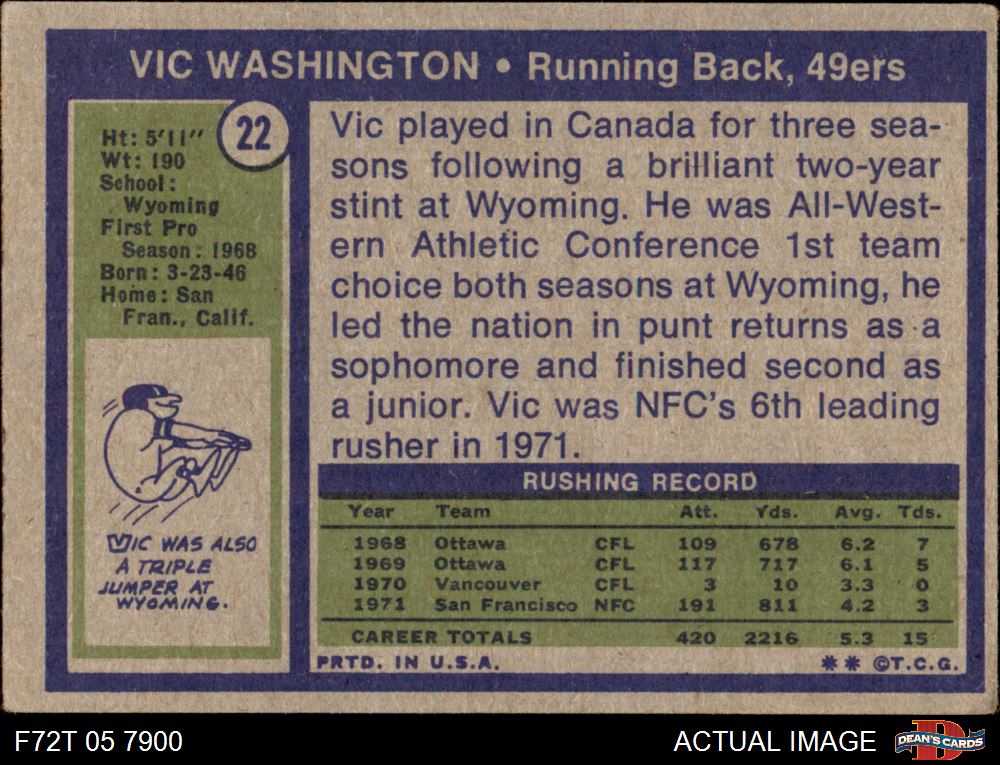 VIC WASHINGTON • Running Back, 49ers
22
Ht: 5'11"
Wt: 190
School:
Wyoming
First Pro
Season: 1968
Born: 3-23-46
Home: San
Fran., Calif.
VIC WAS ALSO
A TRIPLE
JUMPER AT
WYOMING.
Vic played in Canada for three sea-
sons following a brilliant two-year
stint at Wyoming. He was All-West-
ern Athletic Conference 1st team
choice both seasons at Wyoming, he
led the nation in punt returns as a
sophomore and finished second as
a junior. Vic was NFC's 6th leading
rusher in 1971.
RUSHING RECORD
Year Team Att. Yds. Avg. Tds.
1968 Ottawa CFL 109 678 6.2 7
1969 Ottawa CFL 117 717 6.1 5
1970 Vancouver CFL 3 10 3.3 0
1971 San Francisco NFC 191 811 4.2 3
CAREER TOTALS 420 2216 5.3 15
PRTD. IN U.S.A. ** ©T.C.G.
F72T 05 7900 ACTUAL IMAGE DEAN'S CARDS